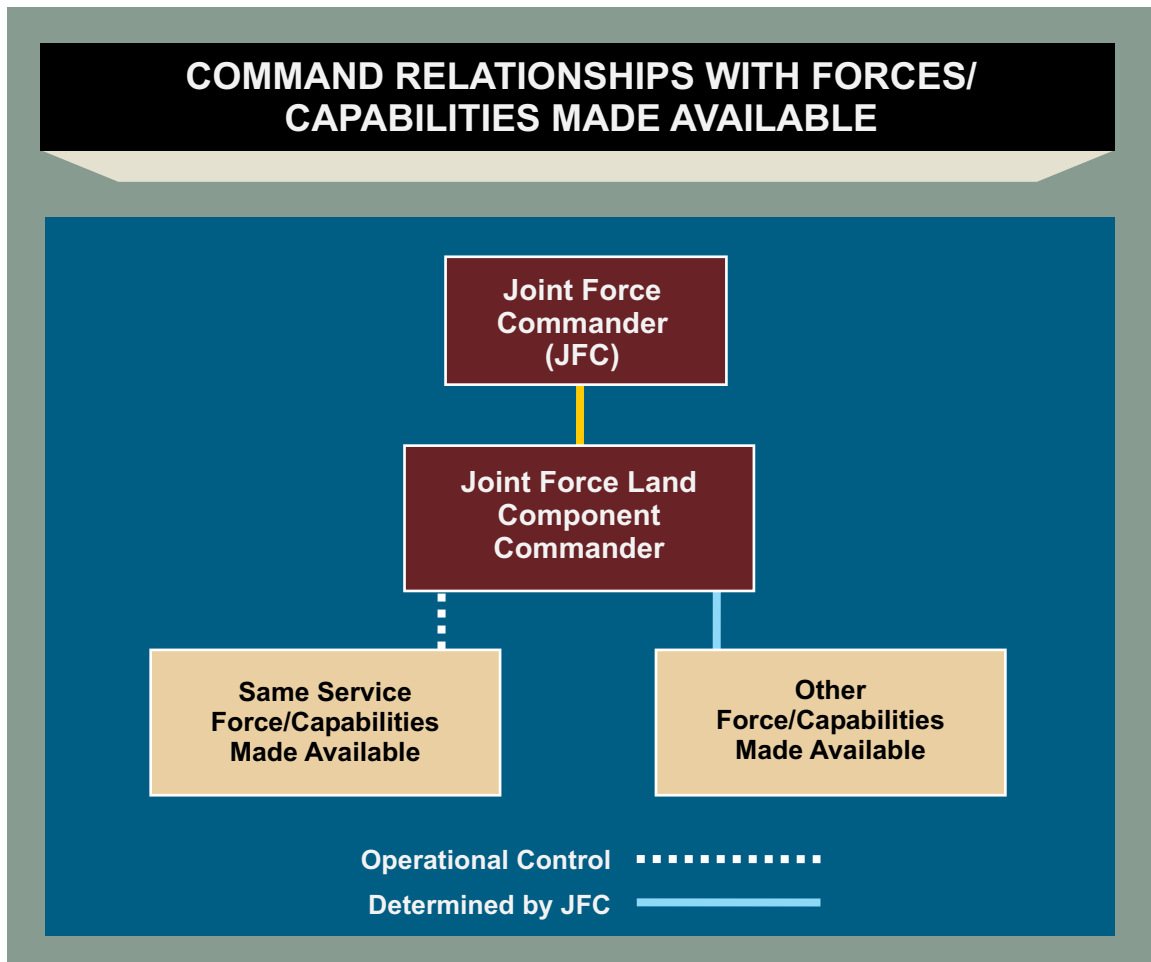 COMMAND RELATIONSHIPS WITH FORCES/
CAPABILITIES MADE AVAILABLE
Joint Force
Commander
(JFC)
Joint Force Land
Component
Commander
Same Service
Force/Capabilities
Made Available
Other
Force/Capabilities
Made Available
Operational Control
Determined by JFC